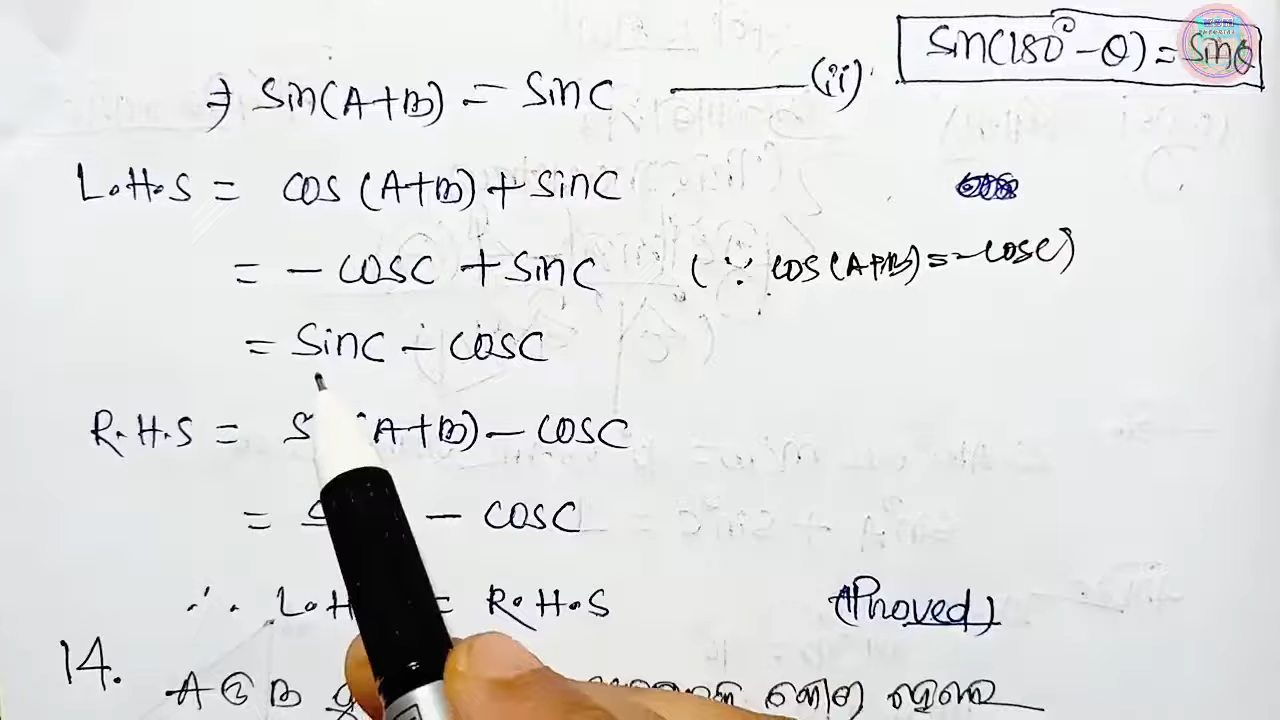 sin(180° - θ) = sinθ
⇒ sin(A+B) = sinC ——— (ii)
L.H.S = cos (A+B) + sinC
= - cosC + sinC (∵ cos(A+B) = - cosC)
= sinC - cosC
R.H.S = S (A+B) - cosC
= S - cosC
∴ L.H = R.H.S (Proved)
14. A ଓ B କୋଣ ହେଲେ